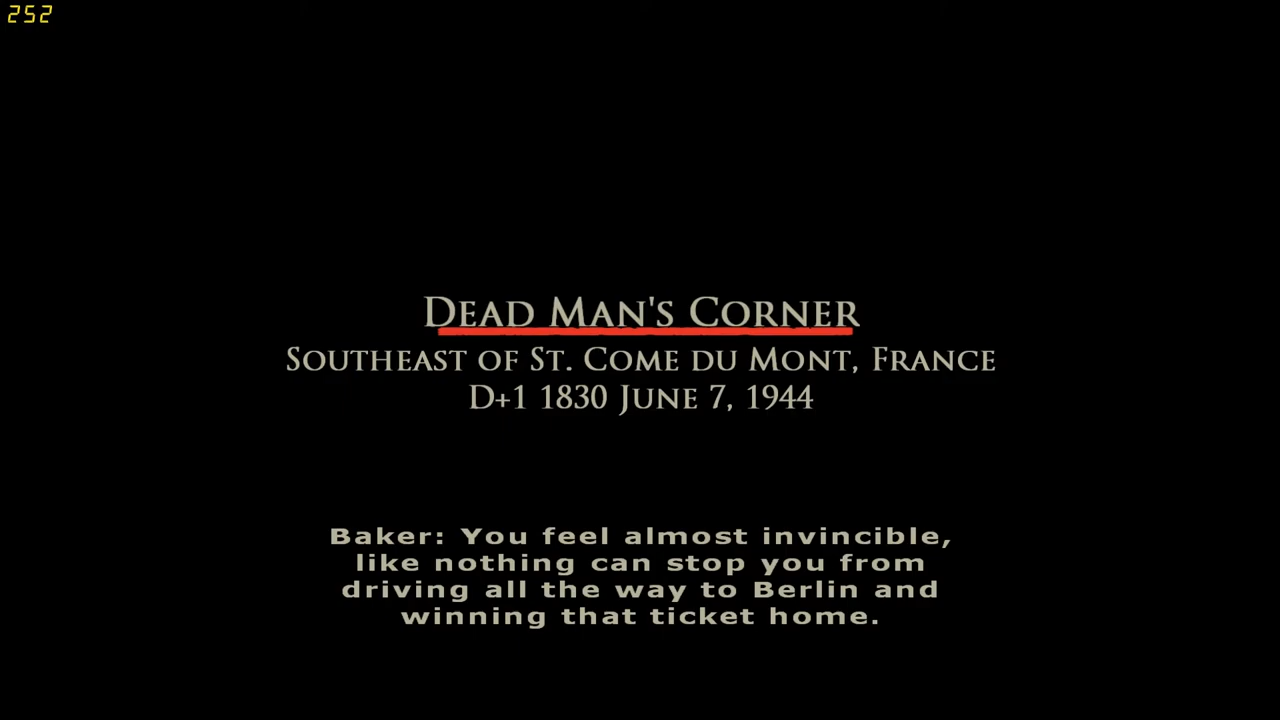 252
Dead Man's Corner
Southeast of St. Come du Mont, France
D+1 1830 June 7, 1944
Baker: You feel almost invincible,
like nothing can stop you from
driving all the way to Berlin and
winning that ticket home.